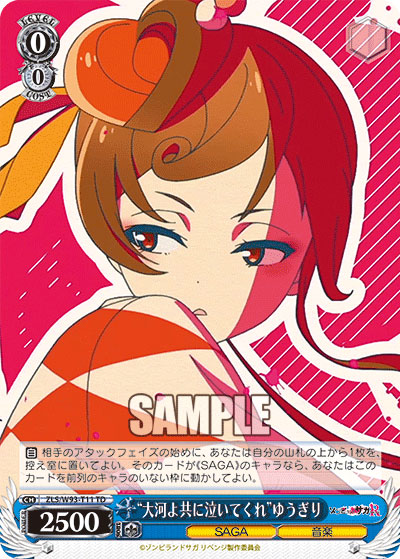 LEVEL
0
0
COST
SAMPLE
自 相手のアタックフェイズの始めに、あなたは自分の山札の上から1枚を、
控え室に置いてよい。そのカードが《SAGA》のキャラなら、あなたはこの
カードを前列のキャラのいない枠に動かしてよい。
CH ZLS/W93-T11 TD
2500
“大河よ共に泣いてくれ”ゆうぎり
SAGA
音楽
©ゾンビランドサガ リベンジ製作委員会